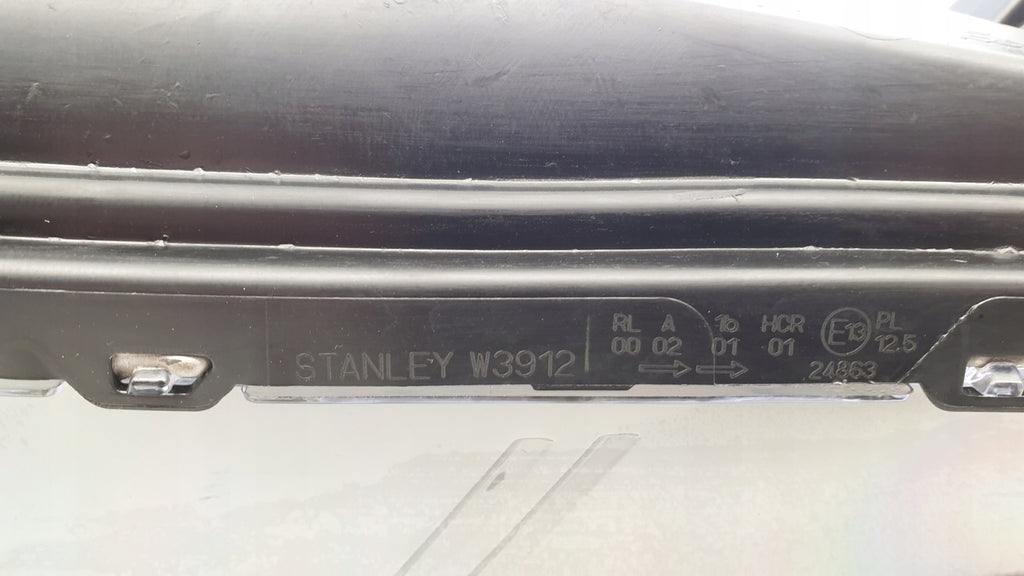 STANLEY W3912
RL A 1b HCR E13 PL
00 02 01 01 12.5
24863